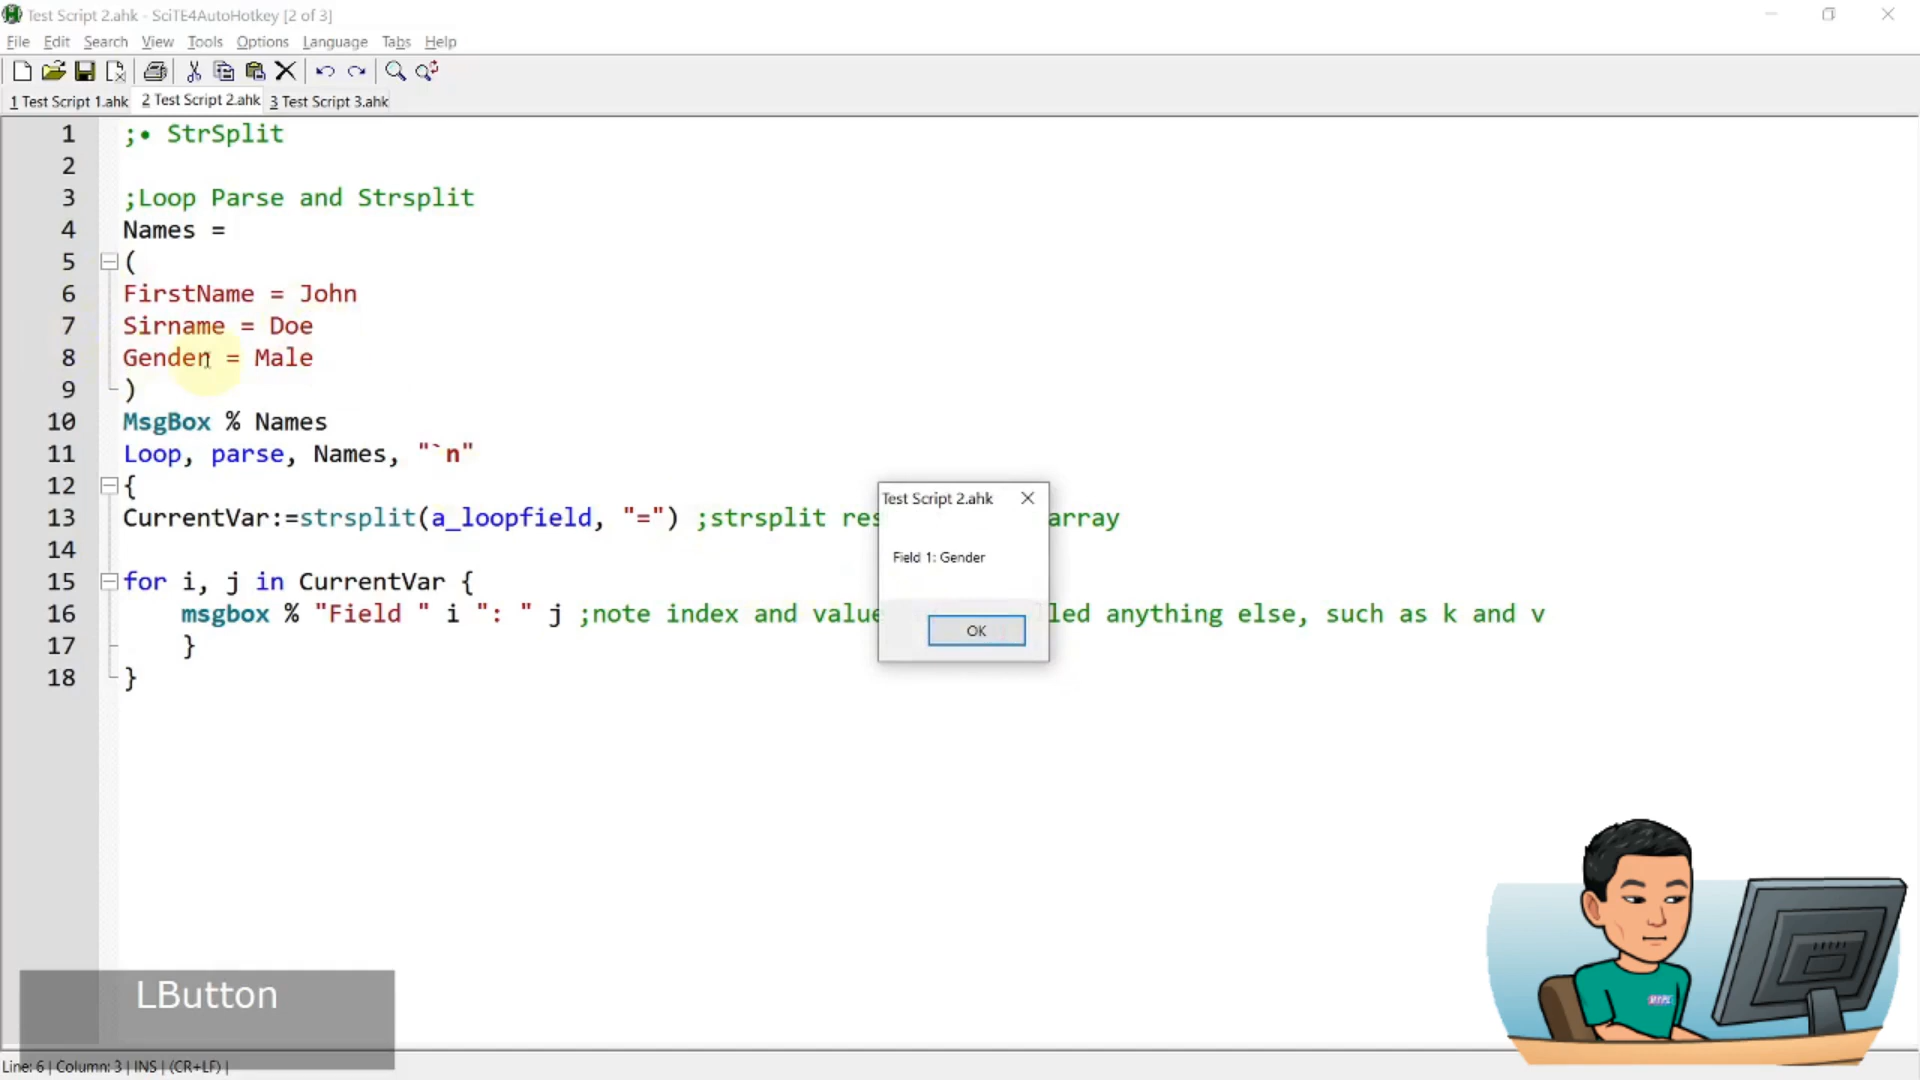 Test Script 2.ahk - SciTE4AutoHotkey [2 of 3]
File Edit Search View Tools Options Language Tabs Help
1 Test Script 1.ahk 2 Test Script 2.ahk 3 Test Script 3.ahk
1 ;• StrSplit
2
3 ;Loop Parse and Strsplit
4 Names =
5 (
6 FirstName = John
7 Sirname = Doe
8 Gender = Male
9 )
10 MsgBox % Names
11 Loop, parse, Names, "`n"
12 {
13 CurrentVar:=strsplit(a_loopfield, "=") ;strsplit res array
14
15 for i, j in CurrentVar {
16 msgbox % "Field " i ": " j ;note index and value led anything else, such as k and v
17 }
18 }
Test Script 2.ahk
Field 1: Gender
OK
LButton
Line: 6 | Column: 3 | INS | (CR+LF) |